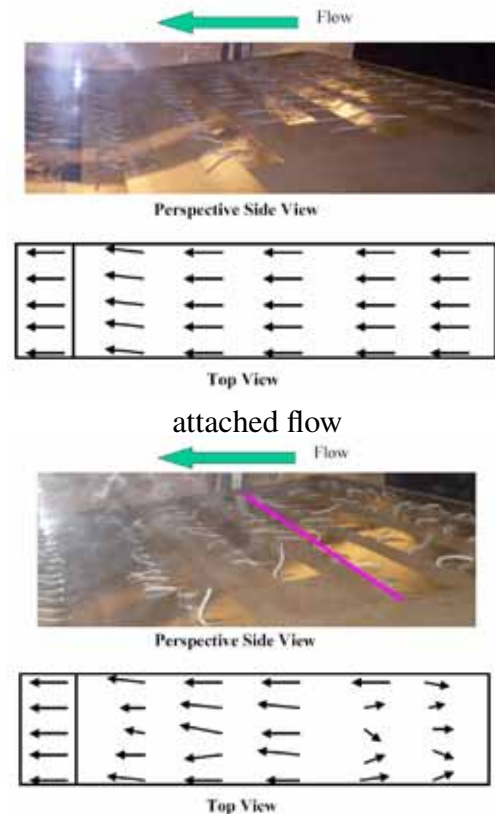 Flow
Perspective Side View
Top View
attached flow
Flow
Perspective Side View
Top View